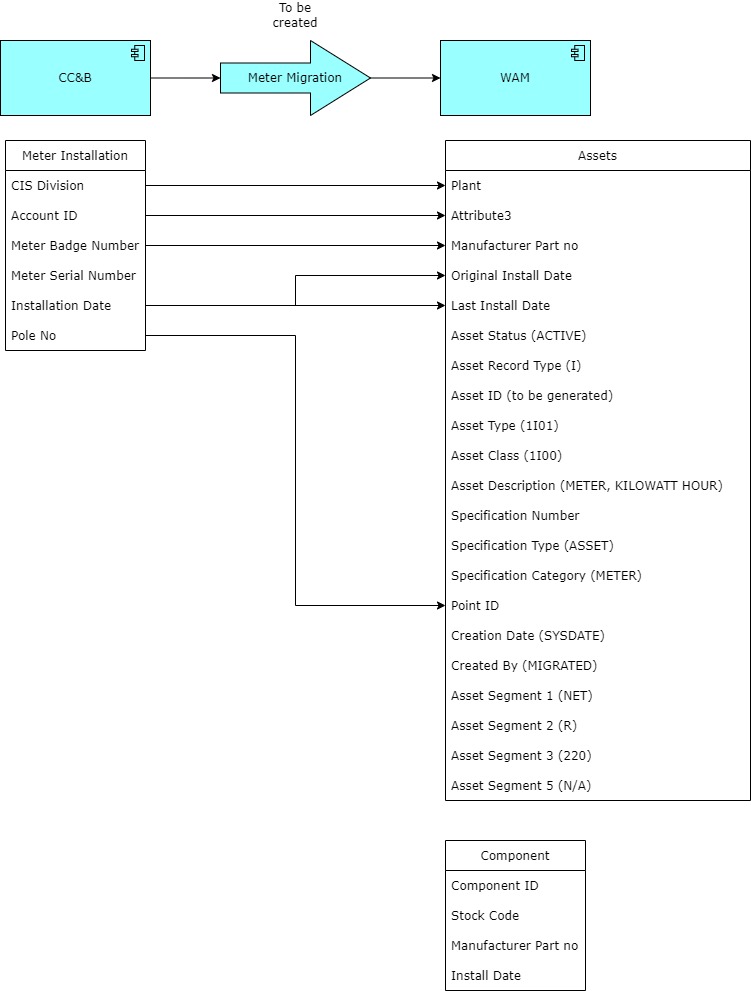 To be
created
CC&B
Meter Migration
WAM
Meter Installation
CIS Division
Account ID
Meter Badge Number
Meter Serial Number
Installation Date
Pole No
Assets
Plant
Attribute3
Manufacturer Part no
Original Install Date
Last Install Date
Asset Status (ACTIVE)
Asset Record Type (I)
Asset ID (to be generated)
Asset Type (1I01)
Asset Class (1I00)
Asset Description (METER, KILOWATT HOUR)
Specification Number
Specification Type (ASSET)
Specification Category (METER)
Point ID
Creation Date (SYSDATE)
Created By (MIGRATED)
Asset Segment 1 (NET)
Asset Segment 2 (R)
Asset Segment 3 (220)
Asset Segment 5 (N/A)
Component
Component ID
Stock Code
Manufacturer Part no
Install Date